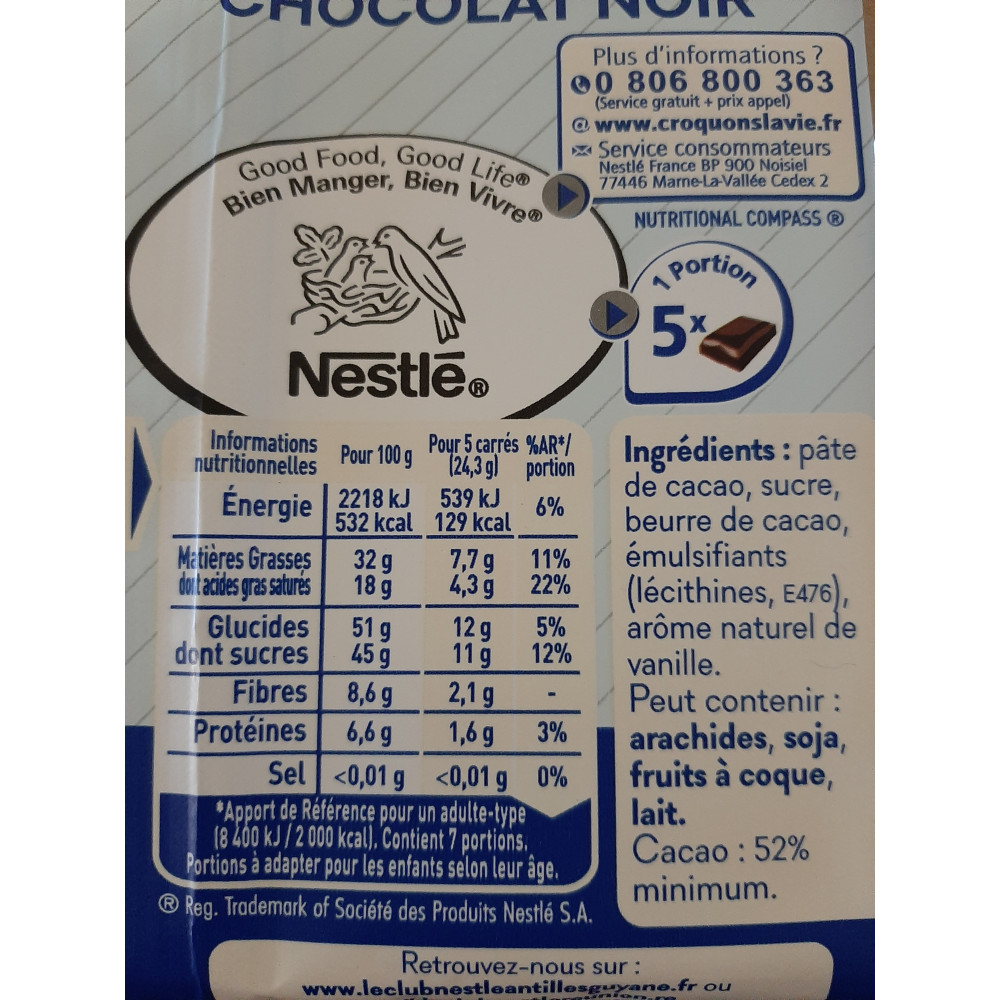 CHOCOLAT NOIR
Plus d'informations ?
0 806 800 363
(Service gratuit + prix appel)
@ www.croquonslavie.fr
Service consommateurs
Nestlé France BP 900 Noisiel
77446 Marne-La-Vallée Cedex 2
Good Food, Good Life®
Bien Manger, Bien Vivre®
NUTRITIONAL COMPASS ®
1 Portion
5x
Nestlé®
Informations nutritionnelles Pour 100 g Pour 5 carrés (24,3 g) %AR*/ portion
Énergie 2218 kJ 539 kJ 6%
532 kcal 129 kcal
Matières Grasses 32 g 7,7 g 11%
dont acides gras saturés 18 g 4,3 g 22%
Glucides 51 g 12 g 5%
dont sucres 45 g 11 g 12%
Fibres 8,6 g 2,1 g -
Protéines 6,6 g 1,6 g 3%
Sel <0,01 g <0,01 g 0%
*Apport de Référence pour un adulte-type
(8 400 kJ / 2 000 kcal). Contient 7 portions.
Portions à adapter pour les enfants selon leur âge.
Ingrédients : pâte
de cacao, sucre,
beurre de cacao,
émulsifiants
(lécithines, E476),
arôme naturel de
vanille.
Peut contenir :
arachides, soja,
fruits à coque,
lait.
Cacao : 52%
minimum.
® Reg. Trademark of Société des Produits Nestlé S.A.
Retrouvez-nous sur :
www.leclubnestleantillesguyane.fr ou